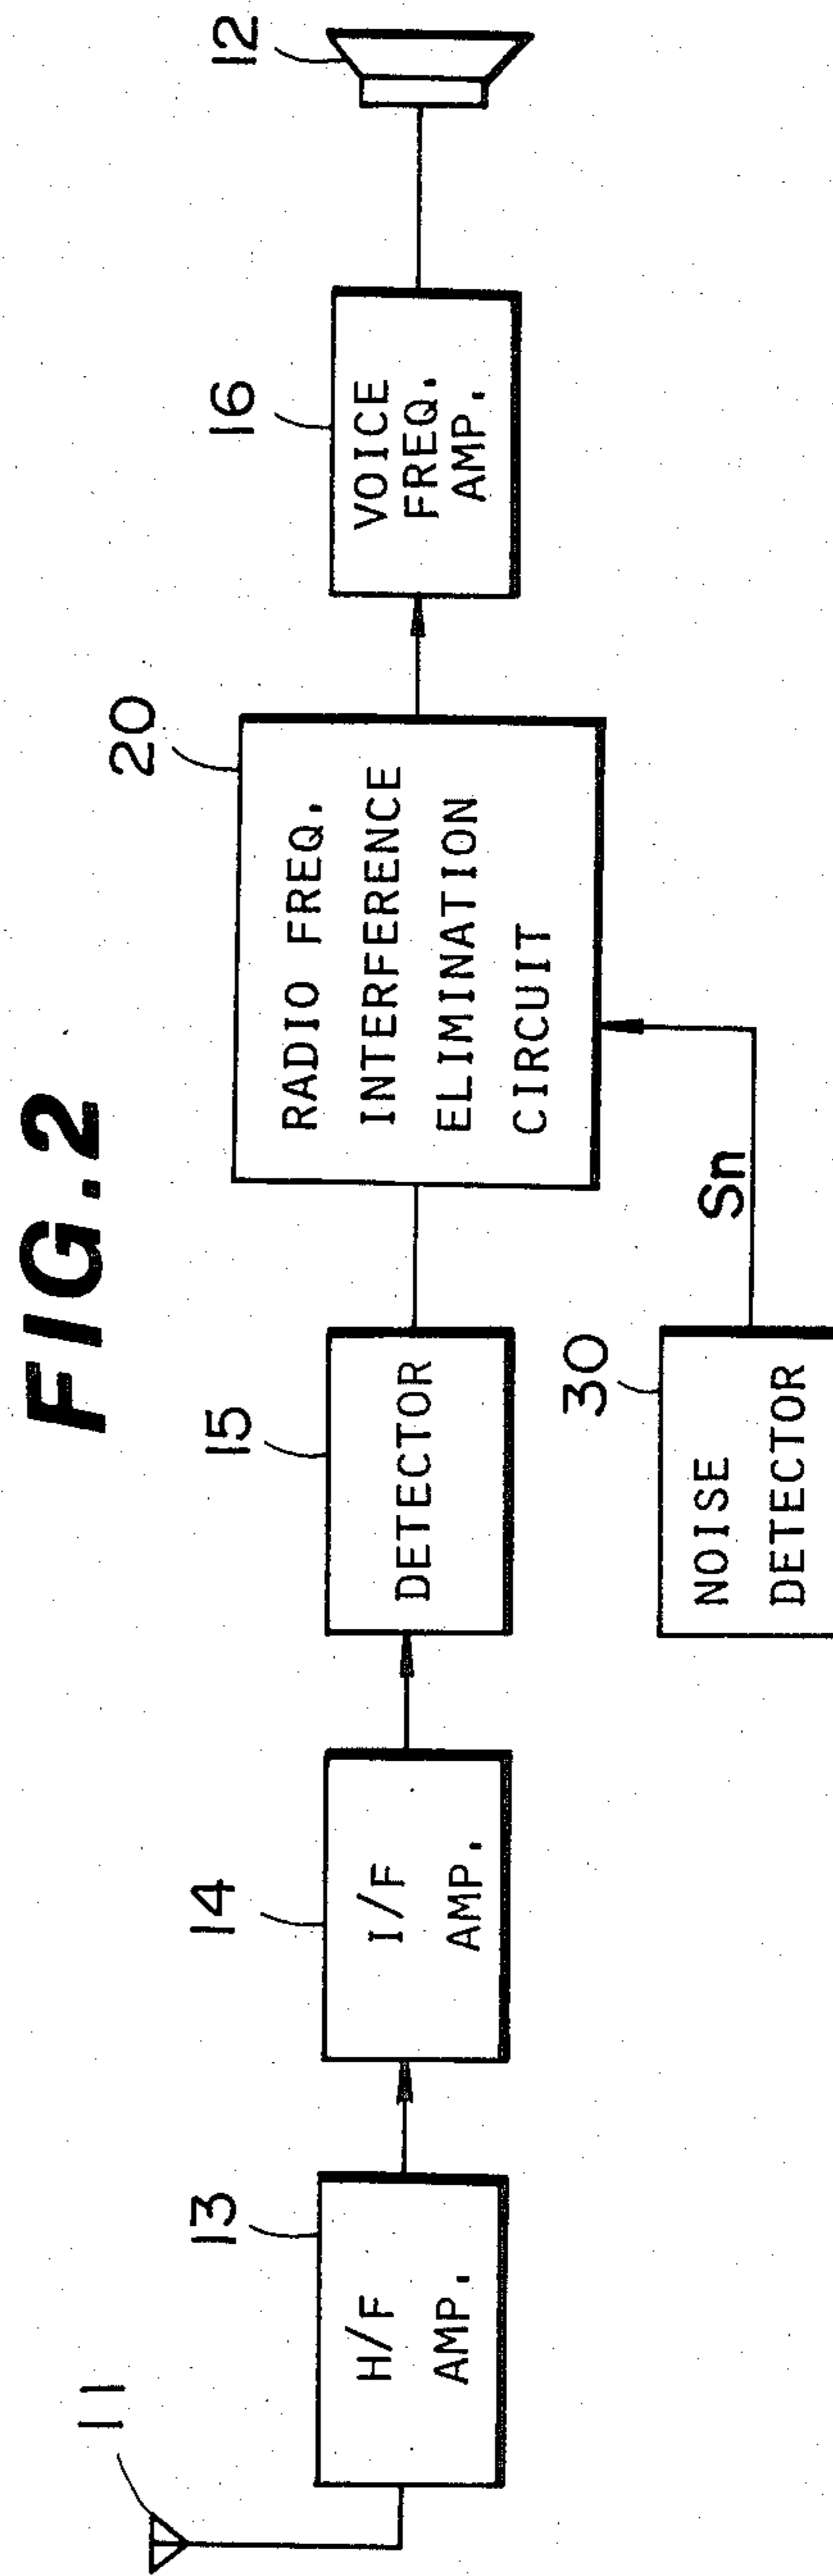 FIG.2
11
13
H/F
AMP.
14
I/F
AMP.
15
DETECTOR
20
RADIO FREQ.
INTERFERENCE
ELIMINATION
CIRCUIT
16
VOICE
FREQ.
AMP.
12
30
NOISE
DETECTOR
Sn